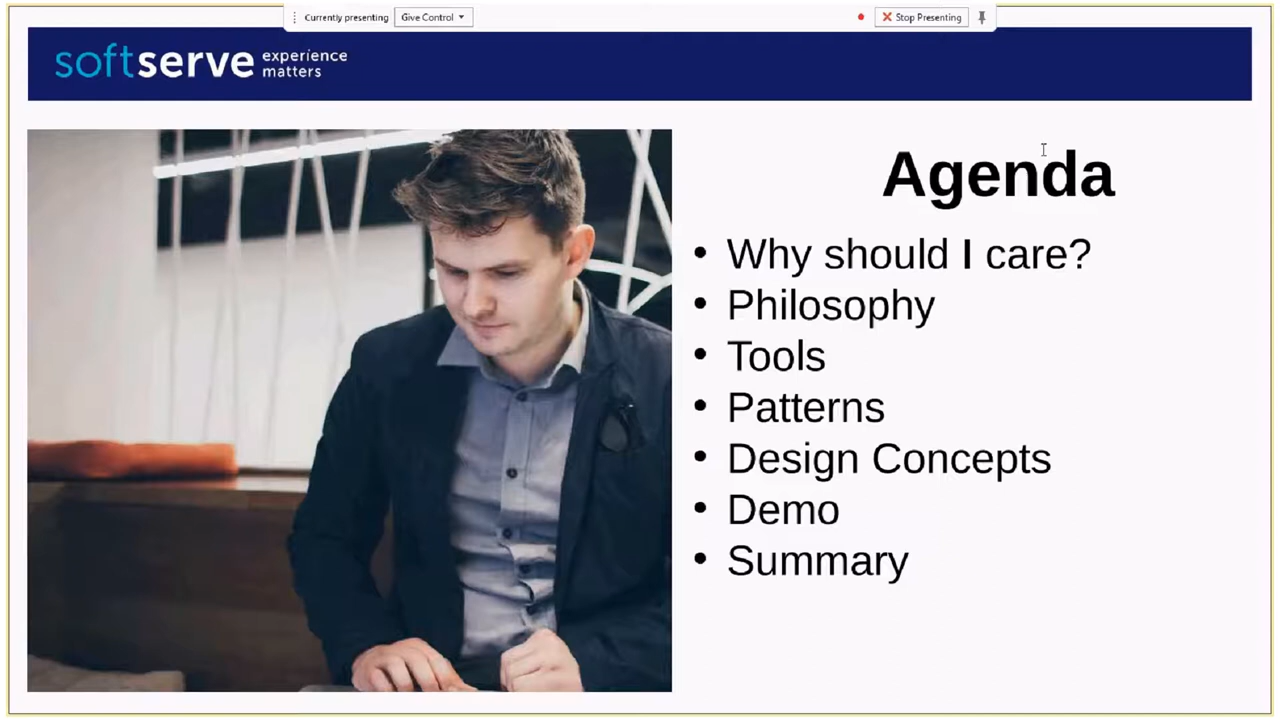 Currently presenting Give Control Stop Presenting
softserve experience matters
Agenda
• Why should I care?
• Philosophy
• Tools
• Patterns
• Design Concepts
• Demo
• Summary